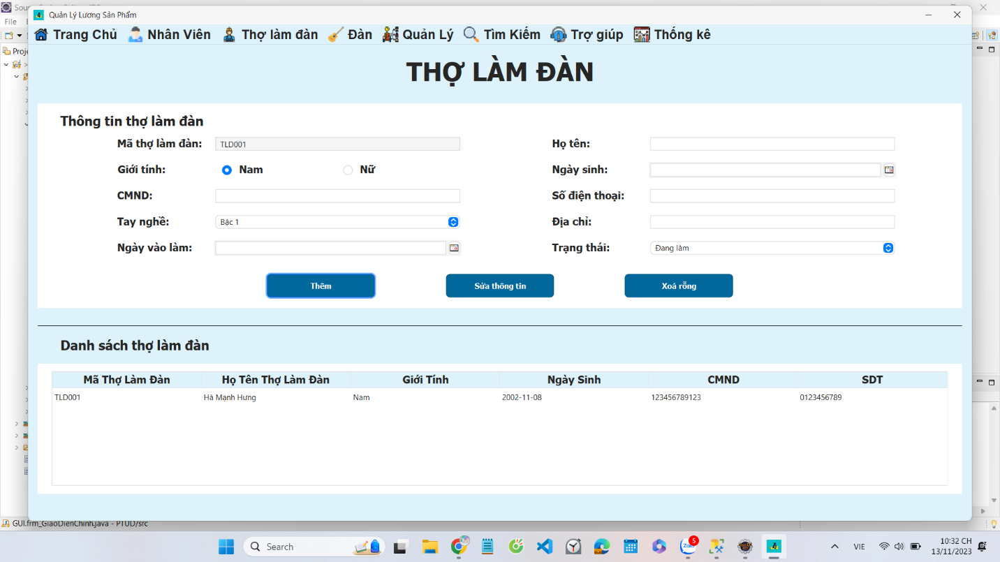 Sou
Quản Lý Lương Sản Phẩm
File
Trang Chủ Nhân Viên Thợ làm đàn Đàn Quản Lý Tìm Kiếm Trợ giúp Thống kê
Proje
THỢ LÀM ĐÀN
Thông tin thợ làm đàn
Mã thợ làm đàn: TLD001 Họ tên:
Giới tính: Nam Nữ Ngày sinh:
CMND: Số điện thoại:
Tay nghề: Bậc 1 Địa chỉ:
Ngày vào làm: Trạng thái: Đang làm
Thêm Sửa thông tin Xoá rỗng
Danh sách thợ làm đàn
Mã Thợ Làm Đàn Họ Tên Thợ Làm Đàn Giới Tính Ngày Sinh CMND SDT
TLD001 Hà Mạnh Hưng Nam 2002-11-08 123456789123 0123456789
GUI.frm_GiaoDienChinh.java - PTUD/src
Search Zalo 5 VIE 10:32 CH
13/11/2023